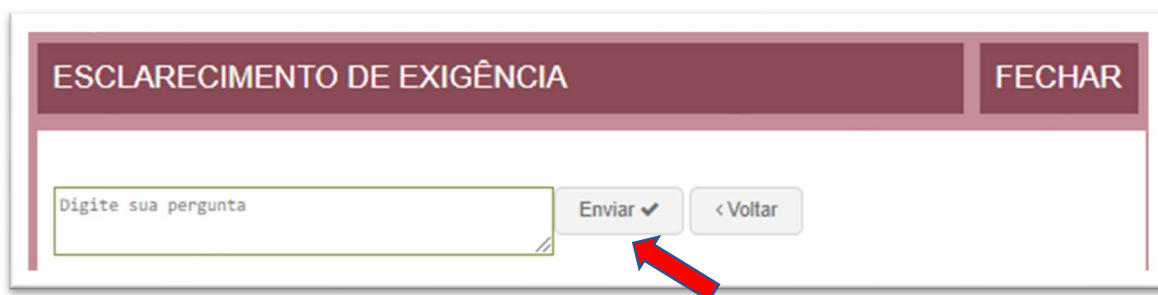 ESCLARECIMENTO DE EXIGÊNCIA FECHAR
Digite sua pergunta Enviar ✔ < Voltar